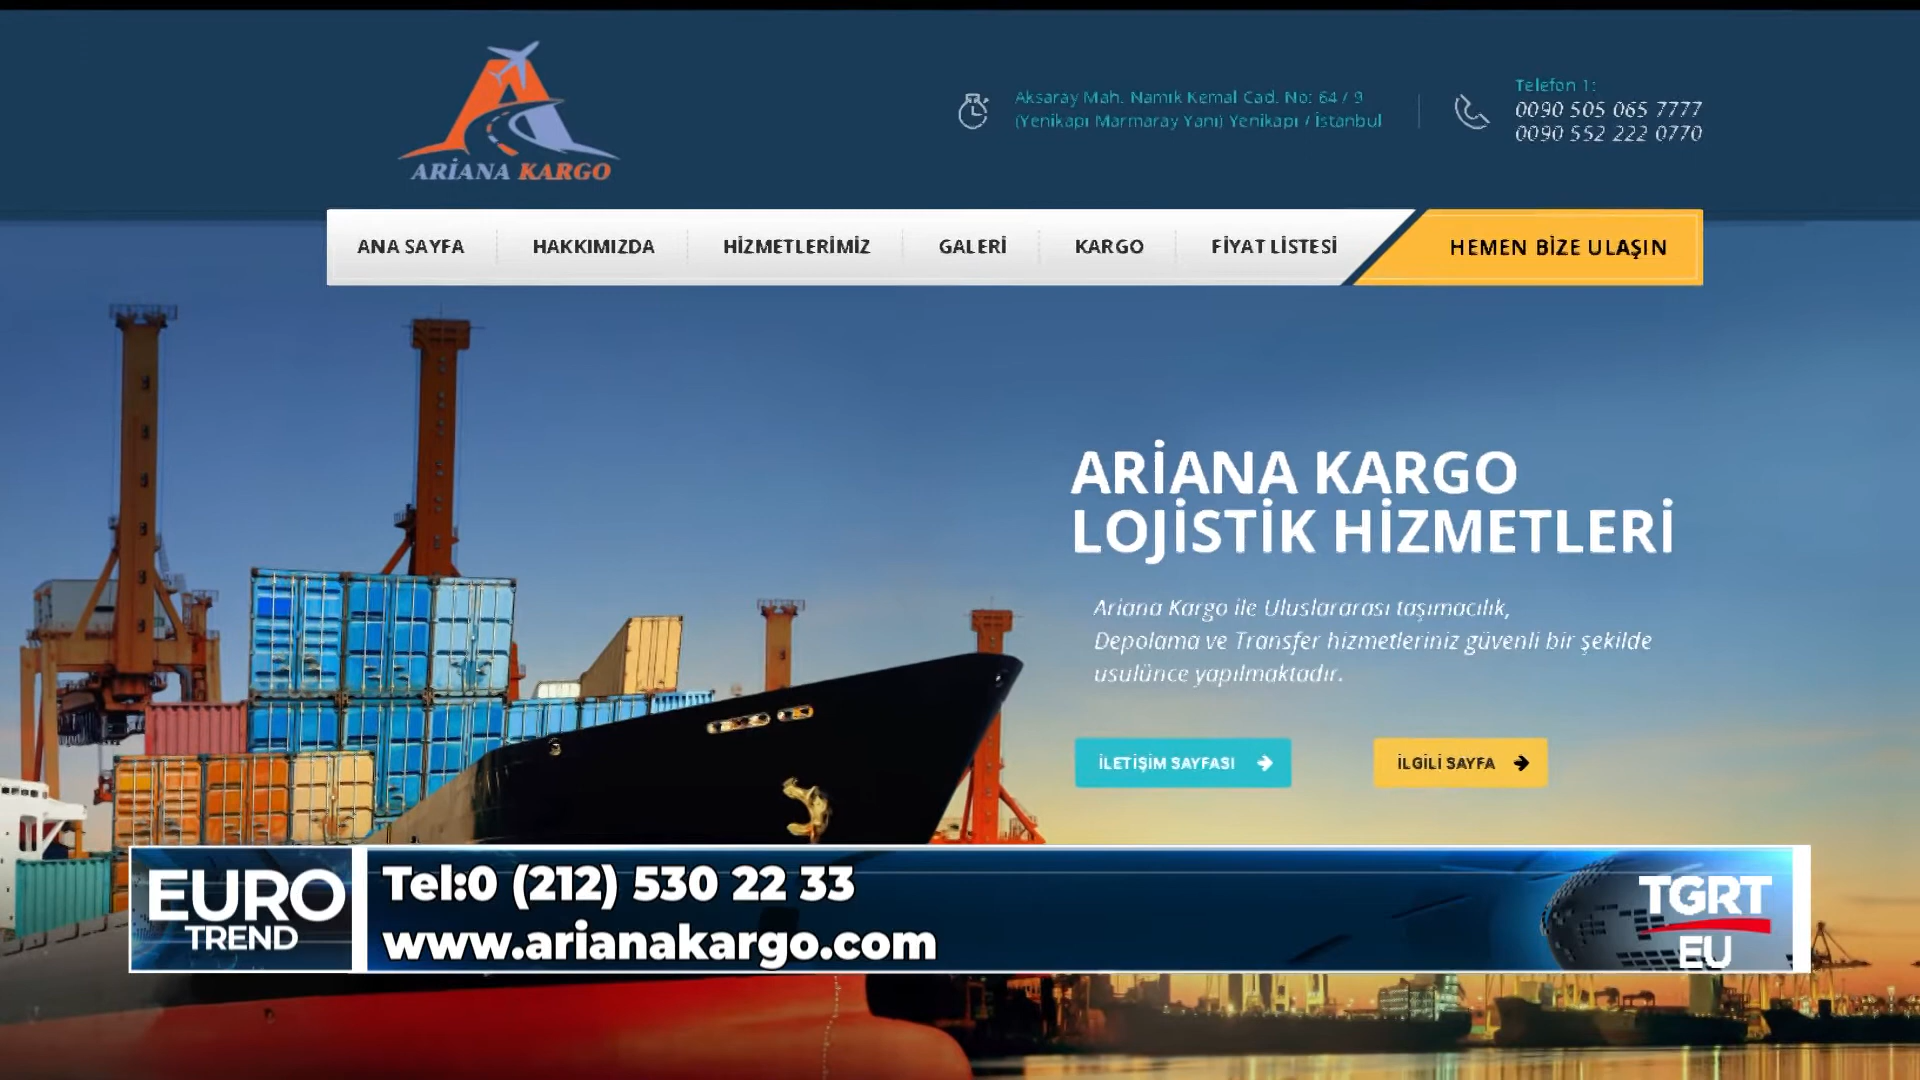 ARİANA KARGO
Aksaray Mah. Namık Kemal Cad. No: 64 / 9
(Yenikapı Marmaray Yanı) Yenikapı / İstanbul
Telefon 1:
0090 505 065 7777
0090 552 222 0770
ANA SAYFA
HAKKIMIZDA
HİZMETLERİMİZ
GALERİ
KARGO
FİYAT LİSTESİ
HEMEN BİZE ULAŞIN
ARİANA KARGO
LOJİSTİK HİZMETLERİ
Ariana Kargo ile Uluslararası taşımacılık,
Depolama ve Transfer hizmetleriniz güvenli bir şekilde
usulünce yapılmaktadır.
İLETİŞİM SAYFASI
İLGİLİ SAYFA
EURO
TREND
Tel:0 (212) 530 22 33
www.arianakargo.com
TGRT
EU